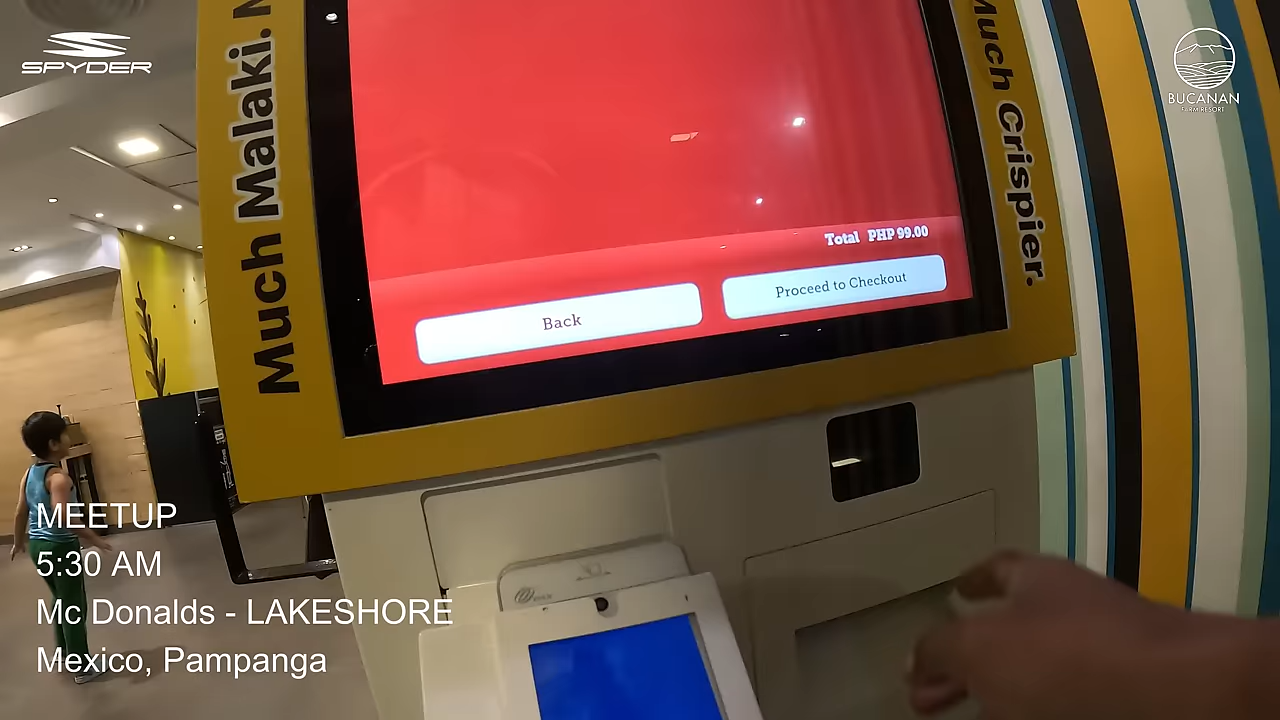 SPYDER
BUCANAN
FARM RESORT
Much Malaki.
Much Crispier.
Total PHP 99.00
Back
Proceed to Checkout
MEETUP
5:30 AM
Mc Donalds - LAKESHORE
Mexico, Pampanga